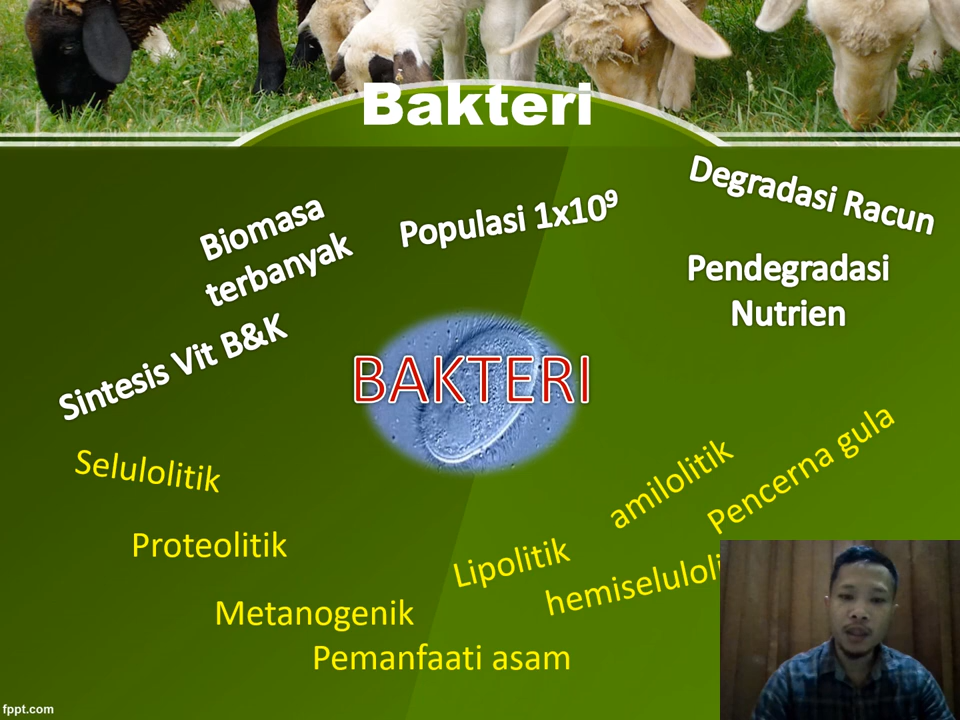 Bakteri
Degradasi Racun
Populasi 1x10⁹
Biomasa
terbanyak
Pendegradasi
Nutrien
Sintesis Vit B&K
BAKTERI
Selulolitik
amilolitik
Pencerna gula
Proteolitik
Lipolitik
Metanogenik
Pemanfaati asam
fppt.com